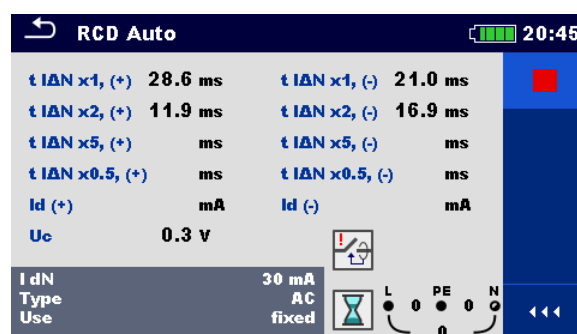 RCD Auto 20:45
t IΔN x1, (+) 28.6 ms t IΔN x1, (-) 21.0 ms
t IΔN x2, (+) 11.9 ms t IΔN x2, (-) 16.9 ms
t IΔN x5, (+) ms t IΔN x5, (-) ms
t IΔN x0.5, (+) ms t IΔN x0.5, (-) ms
Id (+) mA Id (-) mA
Uc 0.3 V
I dN 30 mA
Type AC
Use fixed
L PE N
0 0
0